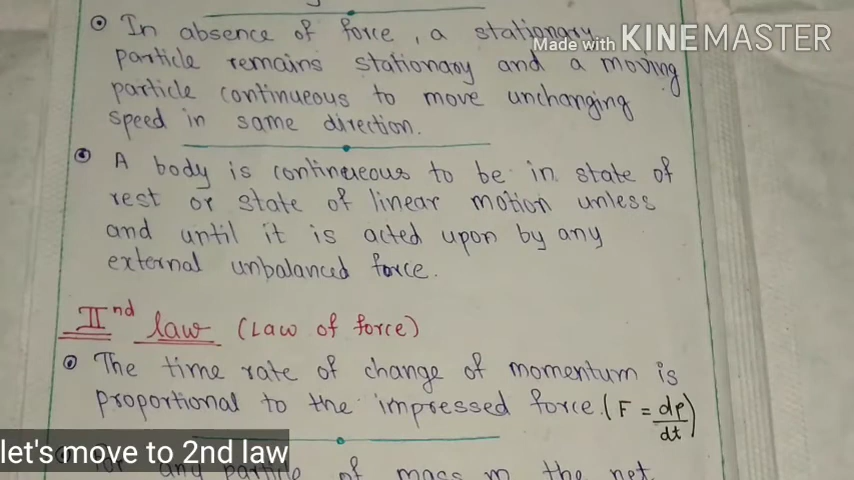 In absence of force, a stationary
Made with KINEMASTER
particle remains stationary and a moving
particle continueous to move unchanging
speed in same direction.
A body is continueous to be in state of
rest or state of linear motion unless
and until it is acted upon by any
external unbalanced force.
IInd law (Law of force)
The time rate of change of momentum is
proportional to the impressed force. (F = dp/dt)
let's move to 2nd law
For any particle of mass m the net